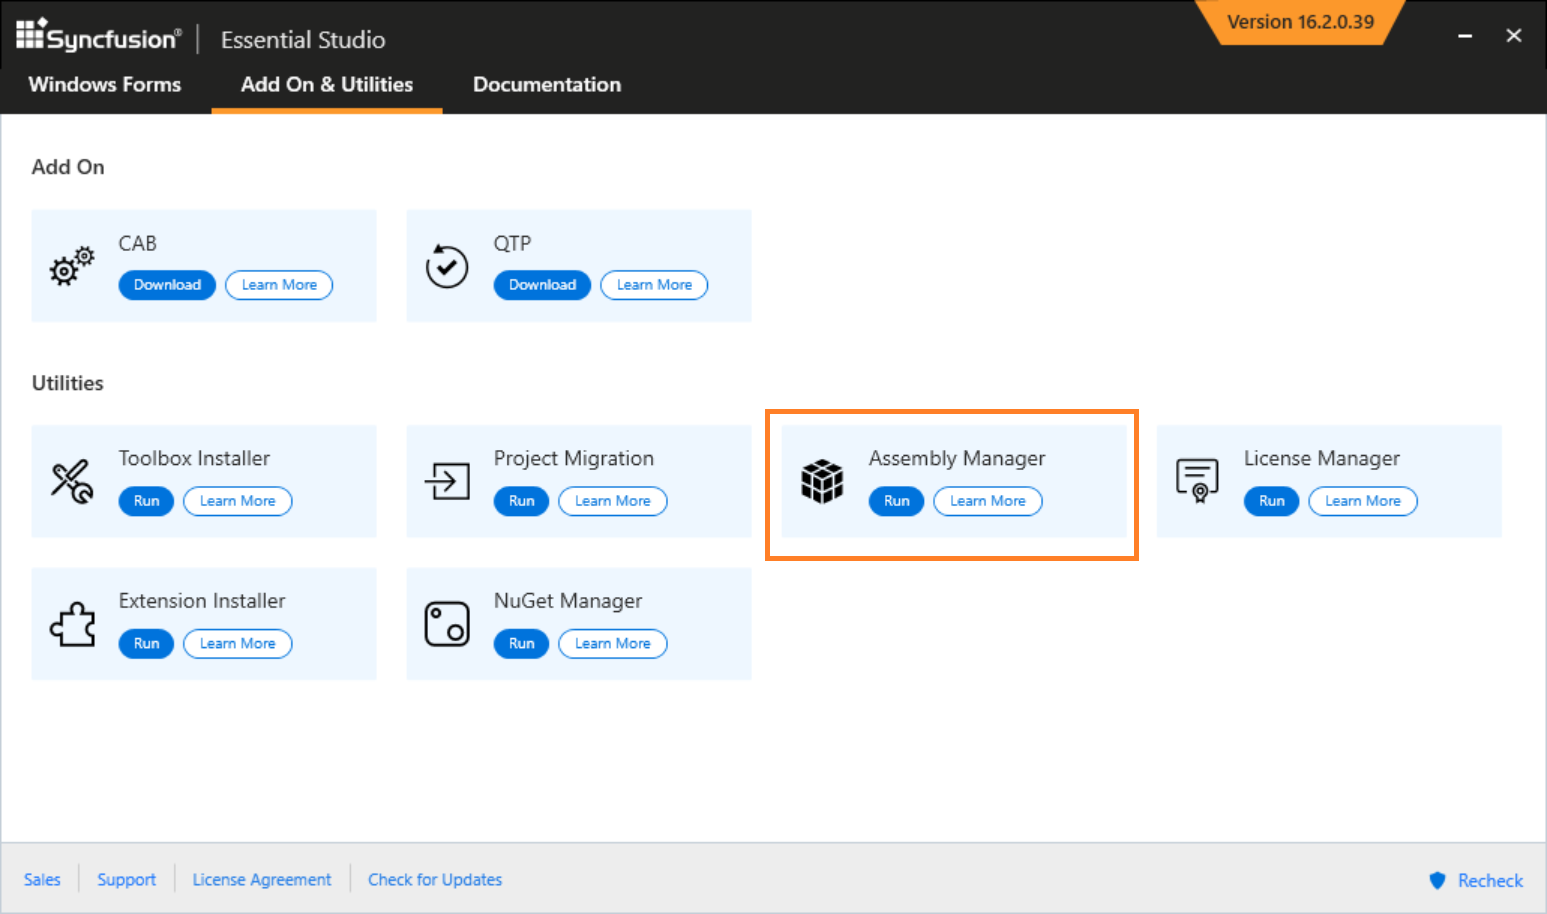 Syncfusion® | Essential Studio
Version 16.2.0.39
Windows Forms
Add On & Utilities
Documentation
Add On
CAB
Download
Learn More
QTP
Download
Learn More
Utilities
Toolbox Installer
Run
Learn More
Project Migration
Run
Learn More
Assembly Manager
Run
Learn More
License Manager
Run
Learn More
Extension Installer
Run
Learn More
NuGet Manager
Run
Learn More
Sales
Support
License Agreement
Check for Updates
Recheck